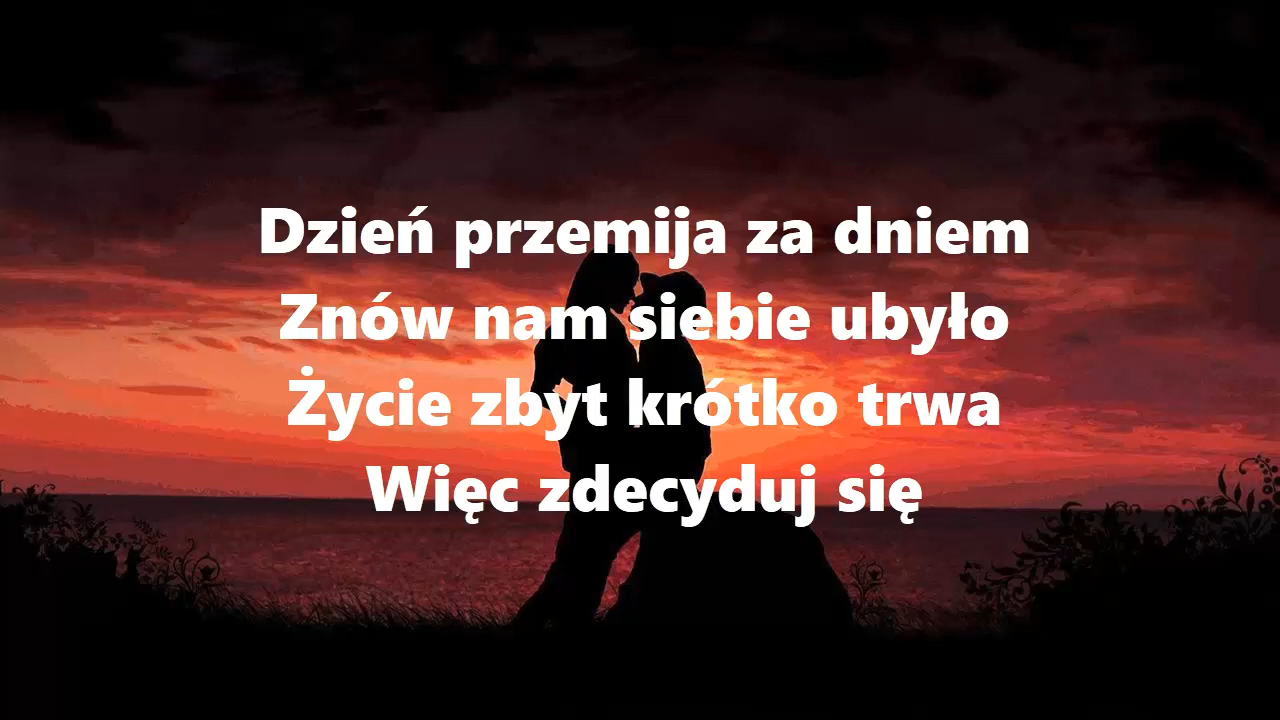 Dzień przemija za dniem
Znów nam siebie ubyło
Życie zbyt krótko trwa
Więc zdecyduj się